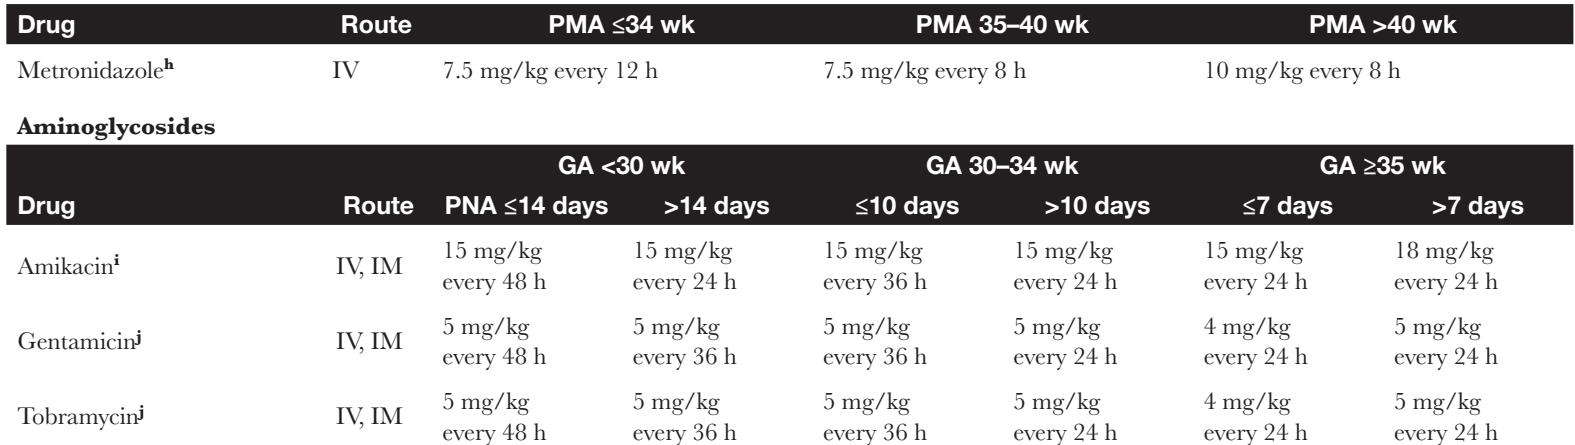 Drug Route PMA ≤34 wk PMA 35–40 wk PMA >40 wk
Metronidazoleʰ IV 7.5 mg/kg every 12 h 7.5 mg/kg every 8 h 10 mg/kg every 8 h
Aminoglycosides
GA <30 wk GA 30–34 wk GA ≥35 wk
Drug Route PNA ≤14 days >14 days ≤10 days >10 days ≤7 days >7 days
Amikacinⁱ IV, IM 15 mg/kg every 48 h 15 mg/kg every 24 h 15 mg/kg every 36 h 15 mg/kg every 24 h 15 mg/kg every 24 h 18 mg/kg every 24 h
Gentamicinʲ IV, IM 5 mg/kg every 48 h 5 mg/kg every 36 h 5 mg/kg every 36 h 5 mg/kg every 24 h 4 mg/kg every 24 h 5 mg/kg every 24 h
Tobramycinʲ IV, IM 5 mg/kg every 48 h 5 mg/kg every 36 h 5 mg/kg every 36 h 5 mg/kg every 24 h 4 mg/kg every 24 h 5 mg/kg every 24 h